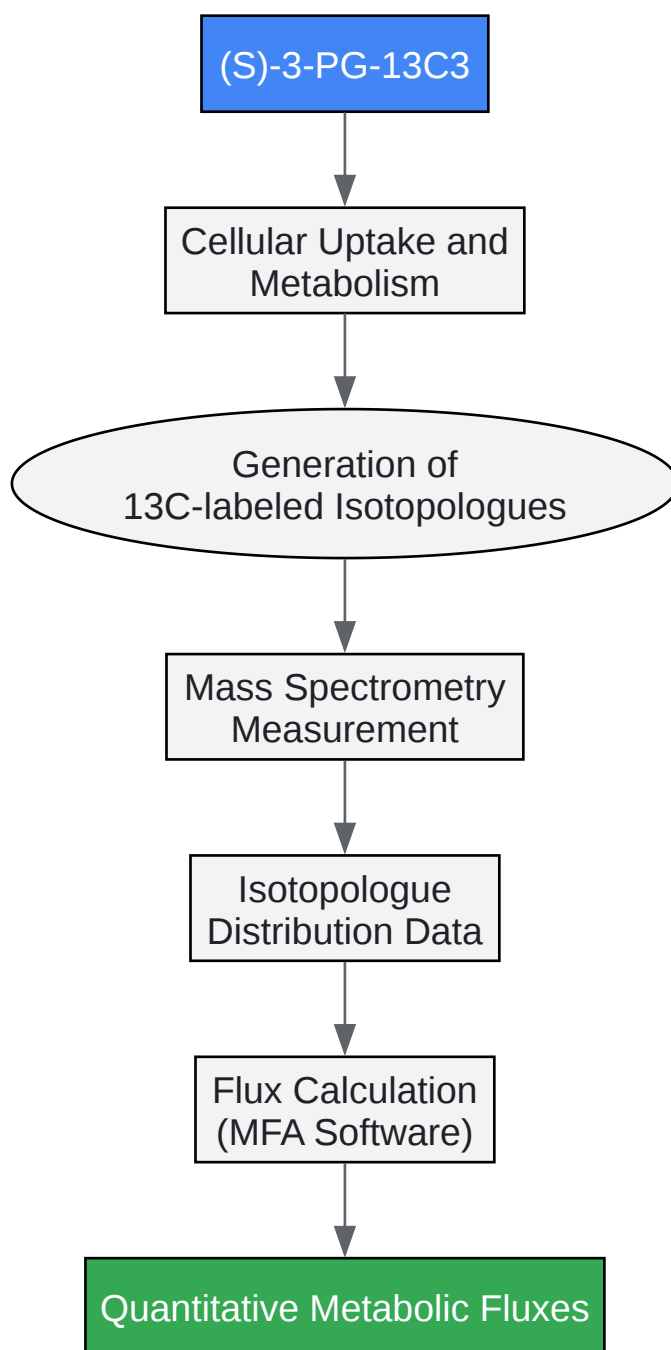 (S)-3-PG-13C3
Cellular Uptake and
Metabolism
Generation of
13C-labeled Isotopologues
Mass Spectrometry
Measurement
Isotopologue
Distribution Data
Flux Calculation
(MFA Software)
Quantitative Metabolic Fluxes